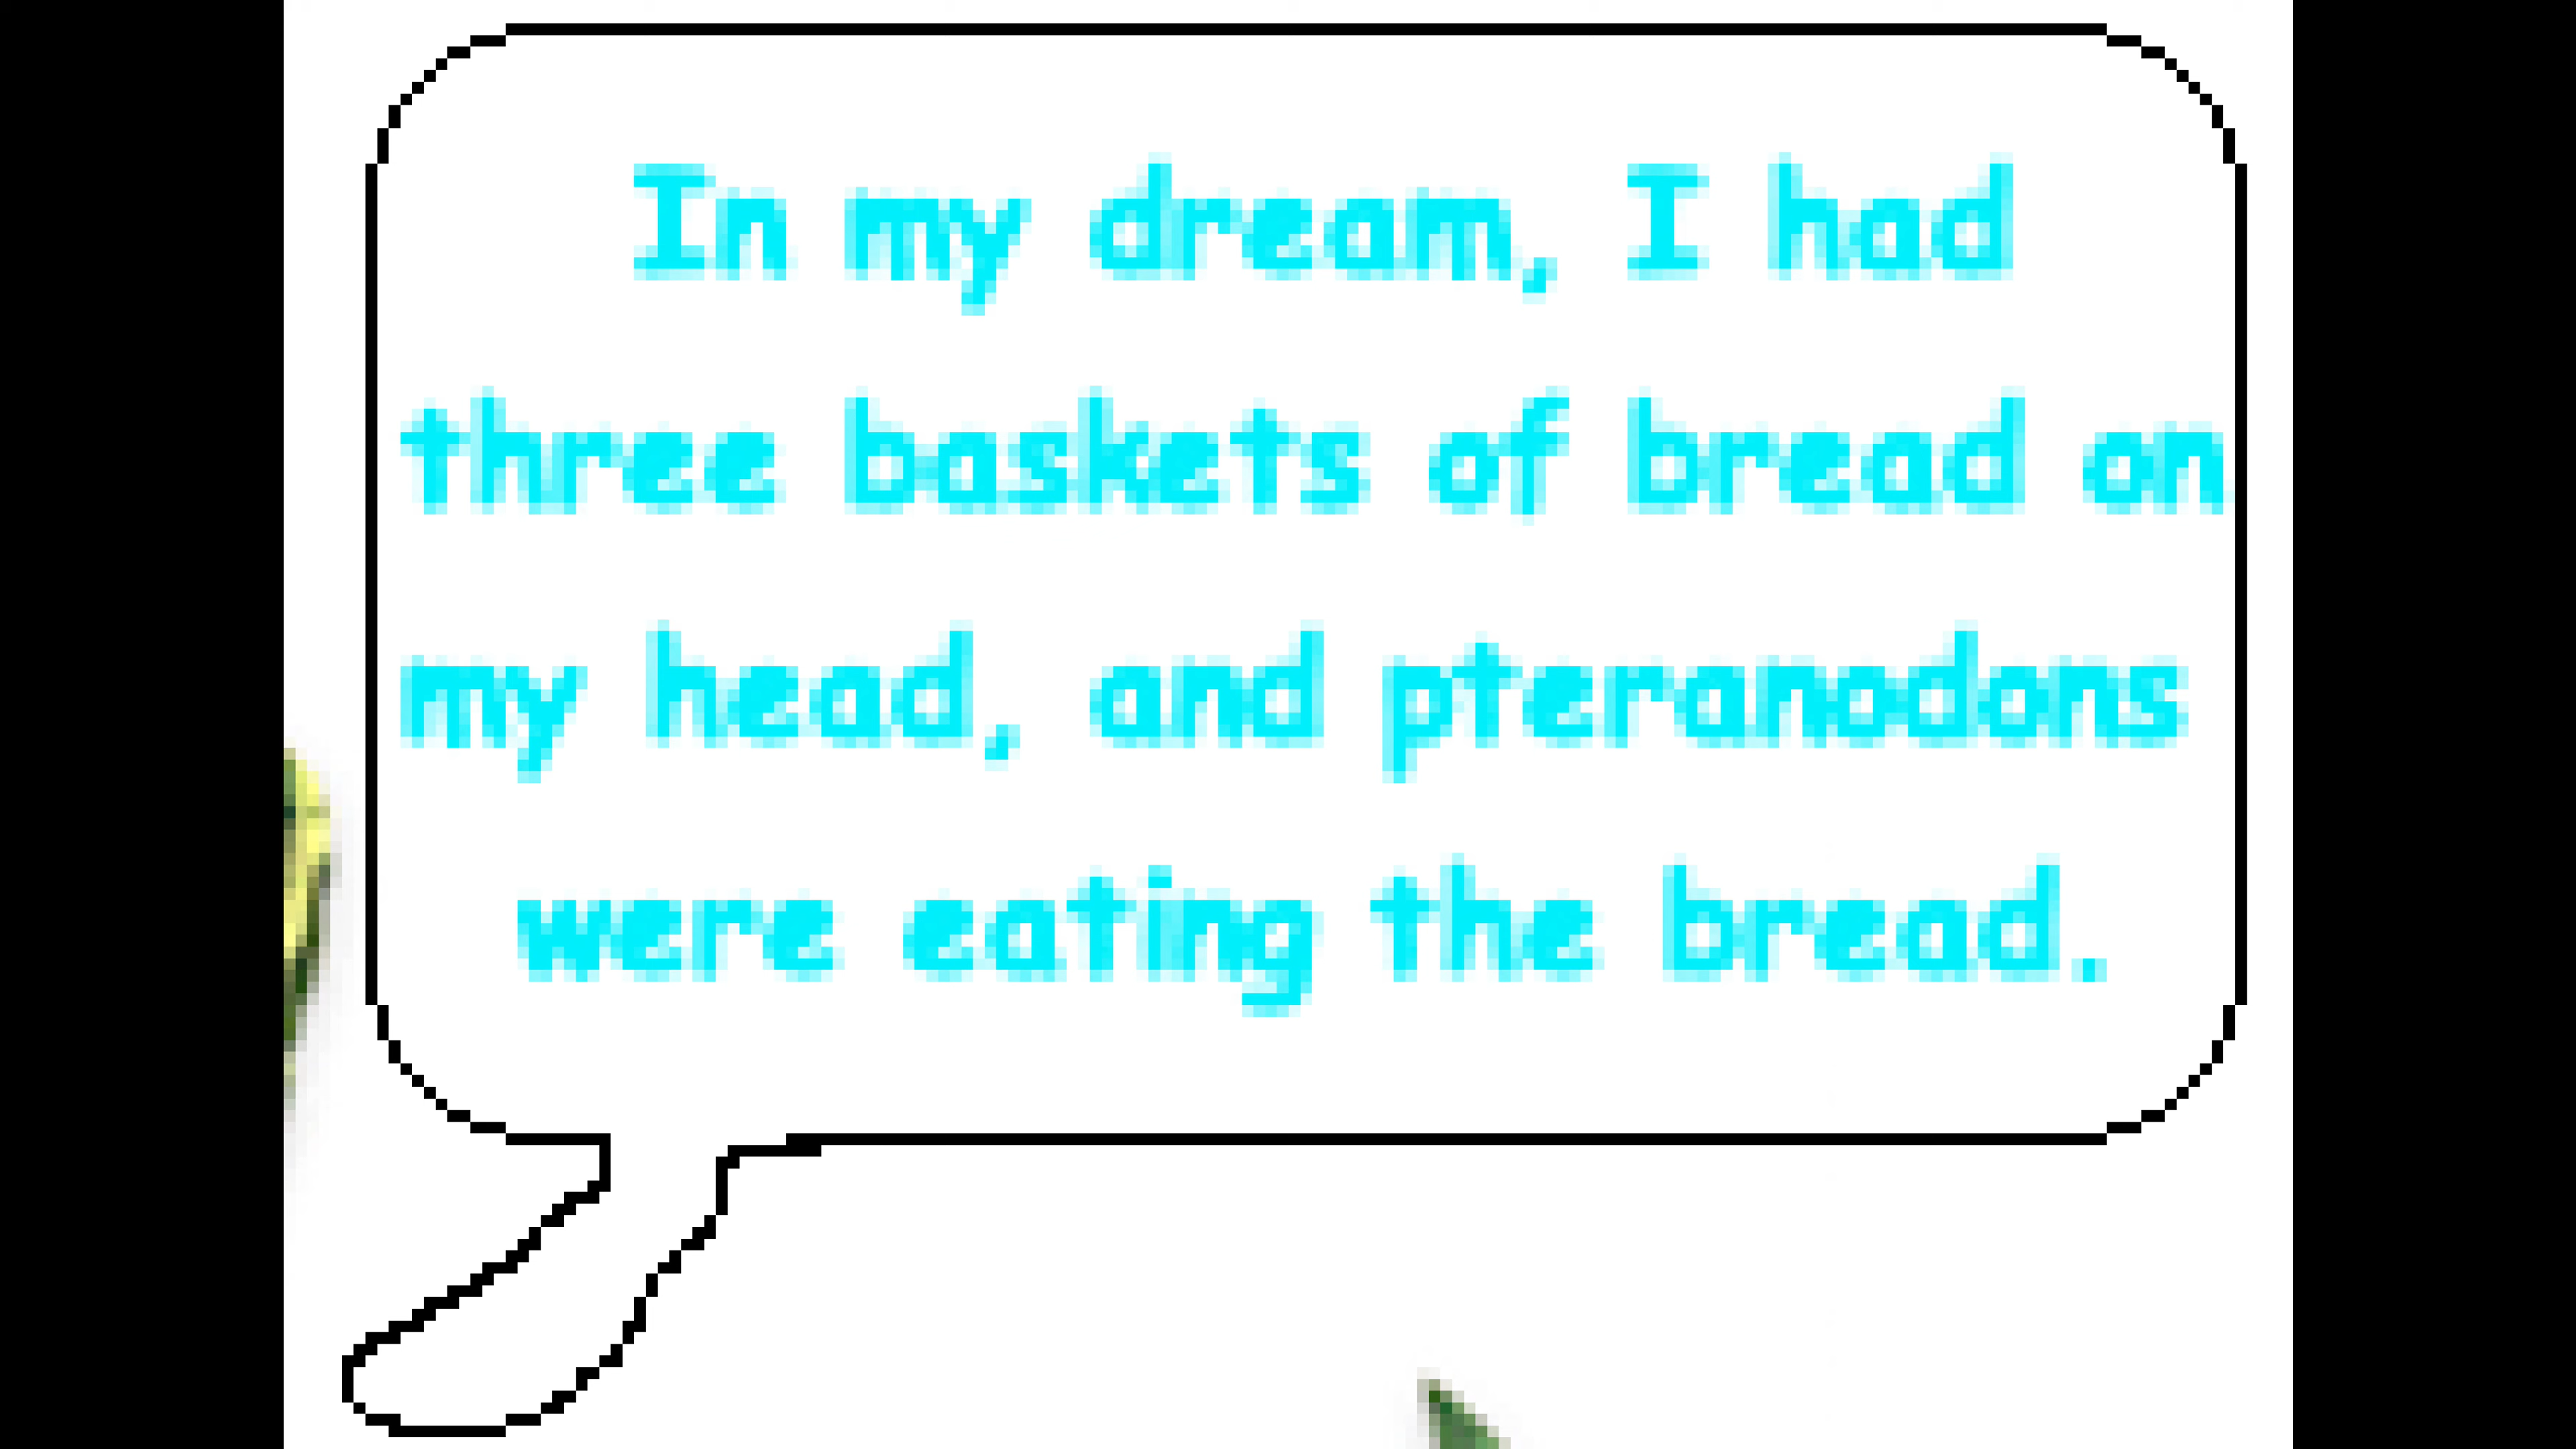 In my dream, I had
three baskets of bread on
my head, and pteranodons
were eating the bread.